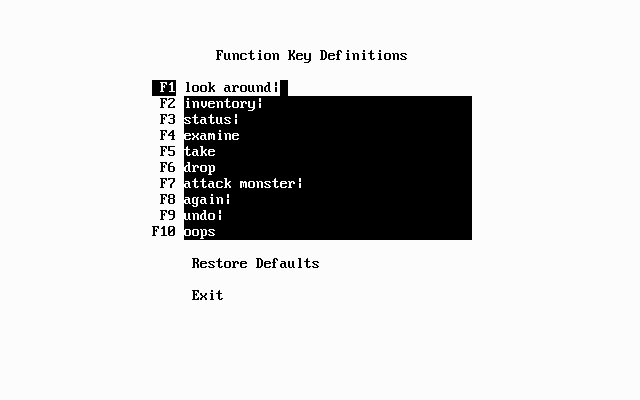 Function Key Definitions
F1 look around¦
F2 inventory¦
F3 status¦
F4 examine
F5 take
F6 drop
F7 attack monster¦
F8 again¦
F9 undo¦
F10 oops
Restore Defaults
Exit